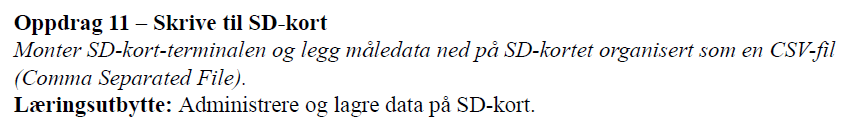 Oppdrag 11 – Skrive til SD-kort
Monter SD-kort-terminalen og legg måledata ned på SD-kortet organisert som en CSV-fil
(Comma Separated File).
Læringsutbytte: Administrere og lagre data på SD-kort.